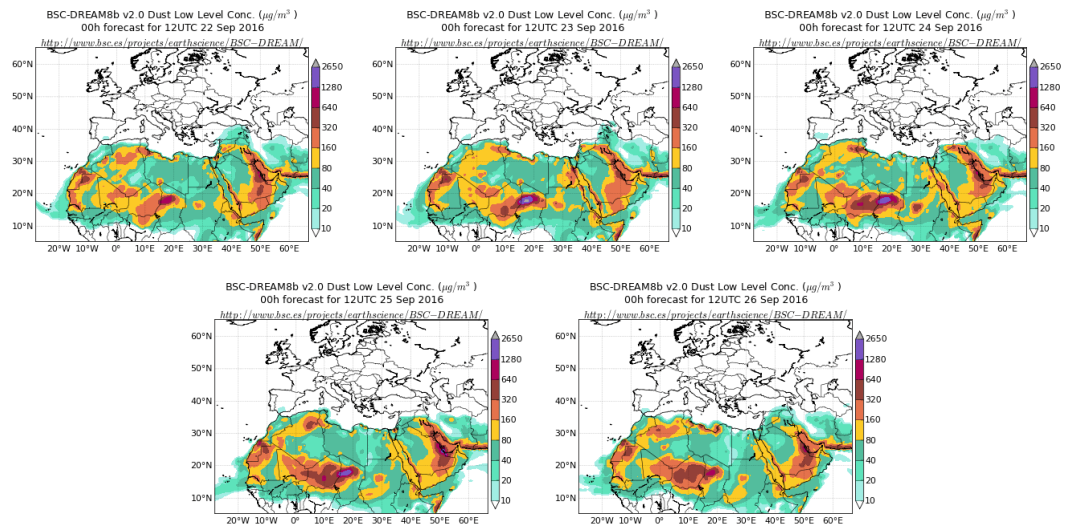 BSC-DREAM8b v2.0 Dust Low Level Conc. (μg/m³ )
00h forecast for 12UTC 22 Sep 2016
http://www.bsc.es/projects/earthscience/BSC−DREAM/
60°N
50°N
40°N
30°N
20°N
10°N
20°W 10°W 0° 10°E 20°E 30°E 40°E 50°E 60°E
2650
1280
640
320
160
80
40
20
10
BSC-DREAM8b v2.0 Dust Low Level Conc. (μg/m³ )
00h forecast for 12UTC 23 Sep 2016
http://www.bsc.es/projects/earthscience/BSC−DREAM/
60°N
50°N
40°N
30°N
20°N
10°N
20°W 10°W 0° 10°E 20°E 30°E 40°E 50°E 60°E
2650
1280
640
320
160
80
40
20
10
BSC-DREAM8b v2.0 Dust Low Level Conc. (μg/m³ )
00h forecast for 12UTC 24 Sep 2016
http://www.bsc.es/projects/earthscience/BSC−DREAM/
60°N
50°N
40°N
30°N
20°N
10°N
20°W 10°W 0° 10°E 20°E 30°E 40°E 50°E 60°E
2650
1280
640
320
160
80
40
20
10
BSC-DREAM8b v2.0 Dust Low Level Conc. (μg/m³ )
00h forecast for 12UTC 25 Sep 2016
http://www.bsc.es/projects/earthscience/BSC−DREAM/
60°N
50°N
40°N
30°N
20°N
10°N
20°W 10°W 0° 10°E 20°E 30°E 40°E 50°E 60°E
2650
1280
640
320
160
80
40
20
10
BSC-DREAM8b v2.0 Dust Low Level Conc. (μg/m³ )
00h forecast for 12UTC 26 Sep 2016
http://www.bsc.es/projects/earthscience/BSC−DREAM/
60°N
50°N
40°N
30°N
20°N
10°N
20°W 10°W 0° 10°E 20°E 30°E 40°E 50°E 60°E
2650
1280
640
320
160
80
40
20
10